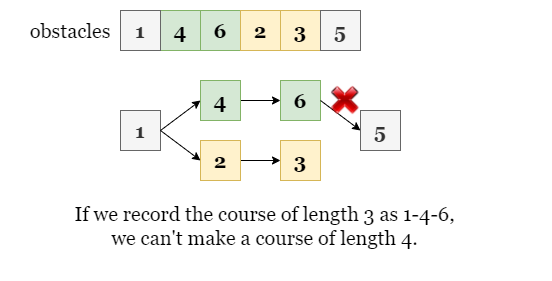 obstacles 1 4 6 2 3 5
4 6
1 5
2 3
If we record the course of length 3 as 1-4-6,
we can't make a course of length 4.